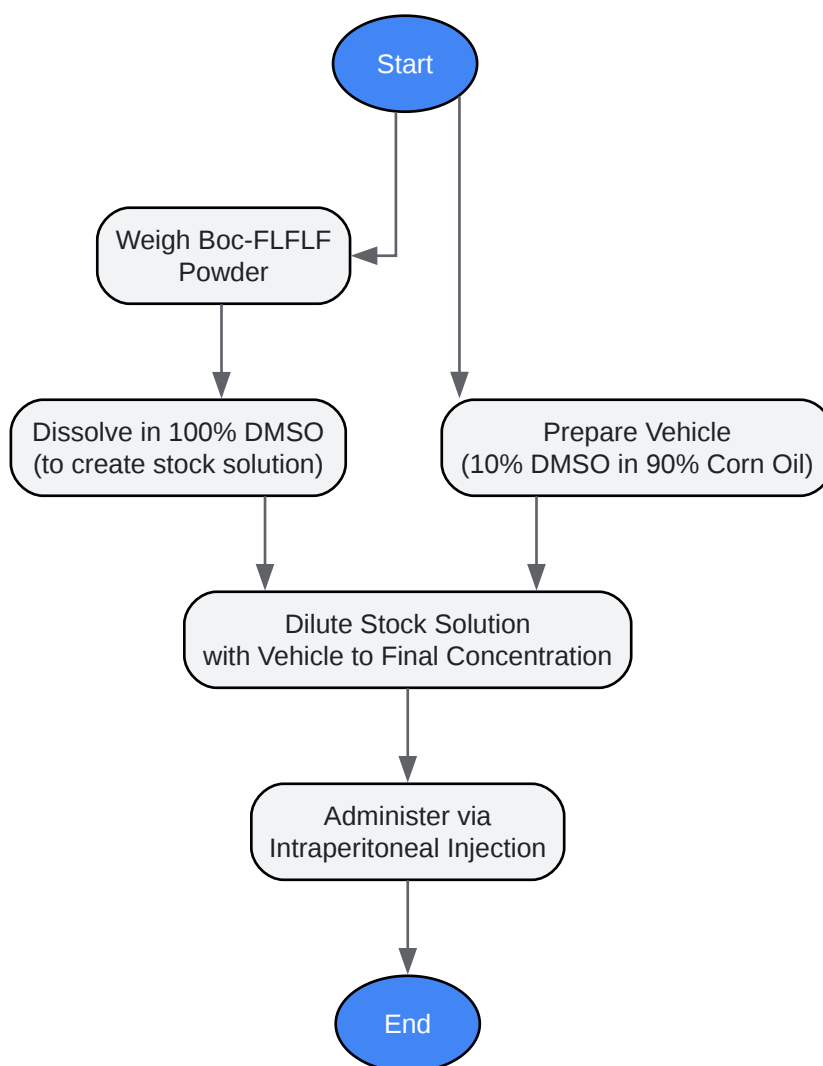 Start
Weigh Boc-FLFLF
Powder
Dissolve in 100% DMSO
(to create stock solution)
Prepare Vehicle
(10% DMSO in 90% Corn Oil)
Dilute Stock Solution
with Vehicle to Final Concentration
Administer via
Intraperitoneal Injection
End